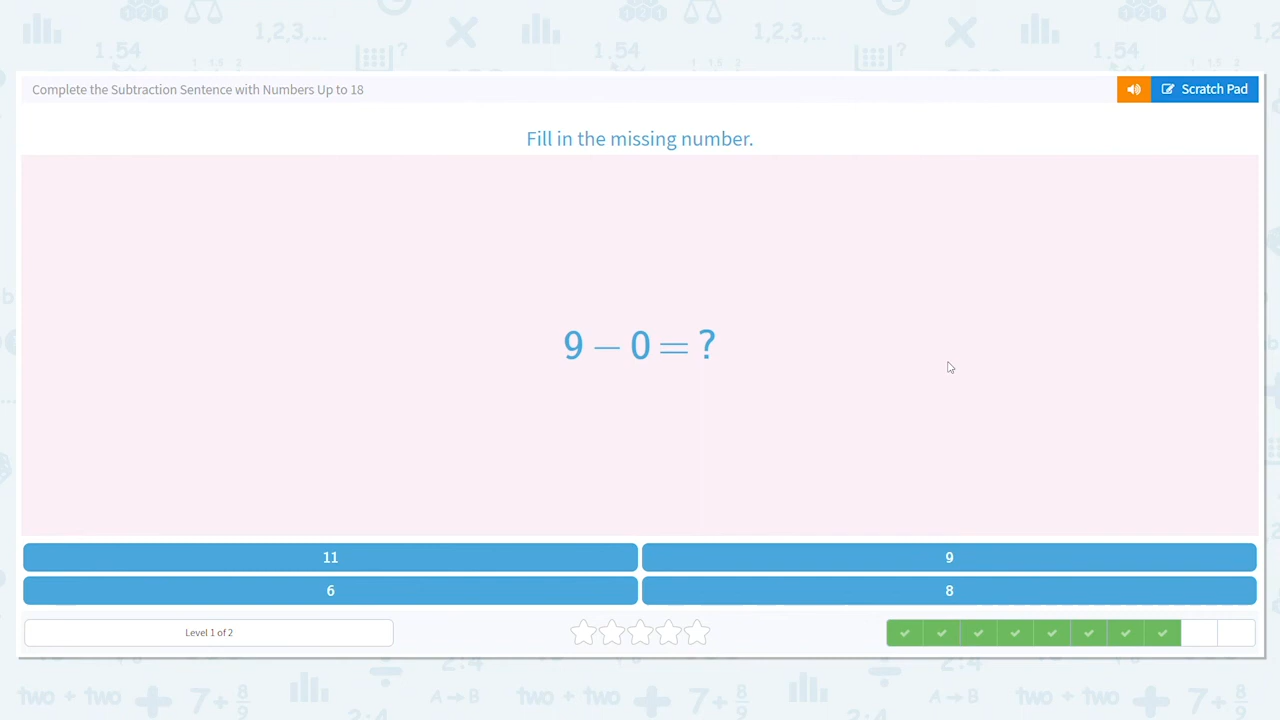 Complete the Subtraction Sentence with Numbers Up to 18
Scratch Pad
Fill in the missing number.
9 − 0 = ?
11
9
6
8
Level 1 of 2